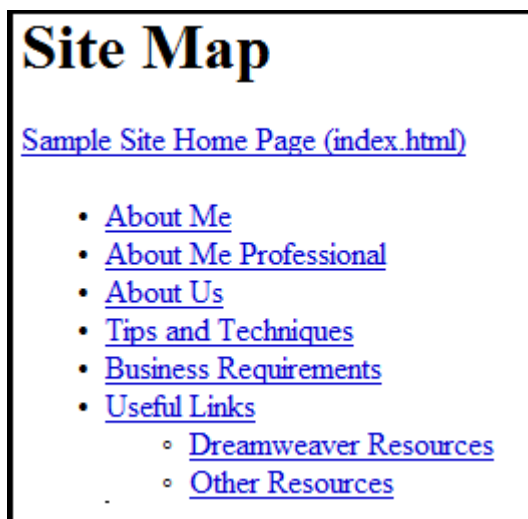 Site Map
Sample Site Home Page (index.html)
• About Me
• About Me Professional
• About Us
• Tips and Techniques
• Business Requirements
• Useful Links
◦ Dreamweaver Resources
◦ Other Resources